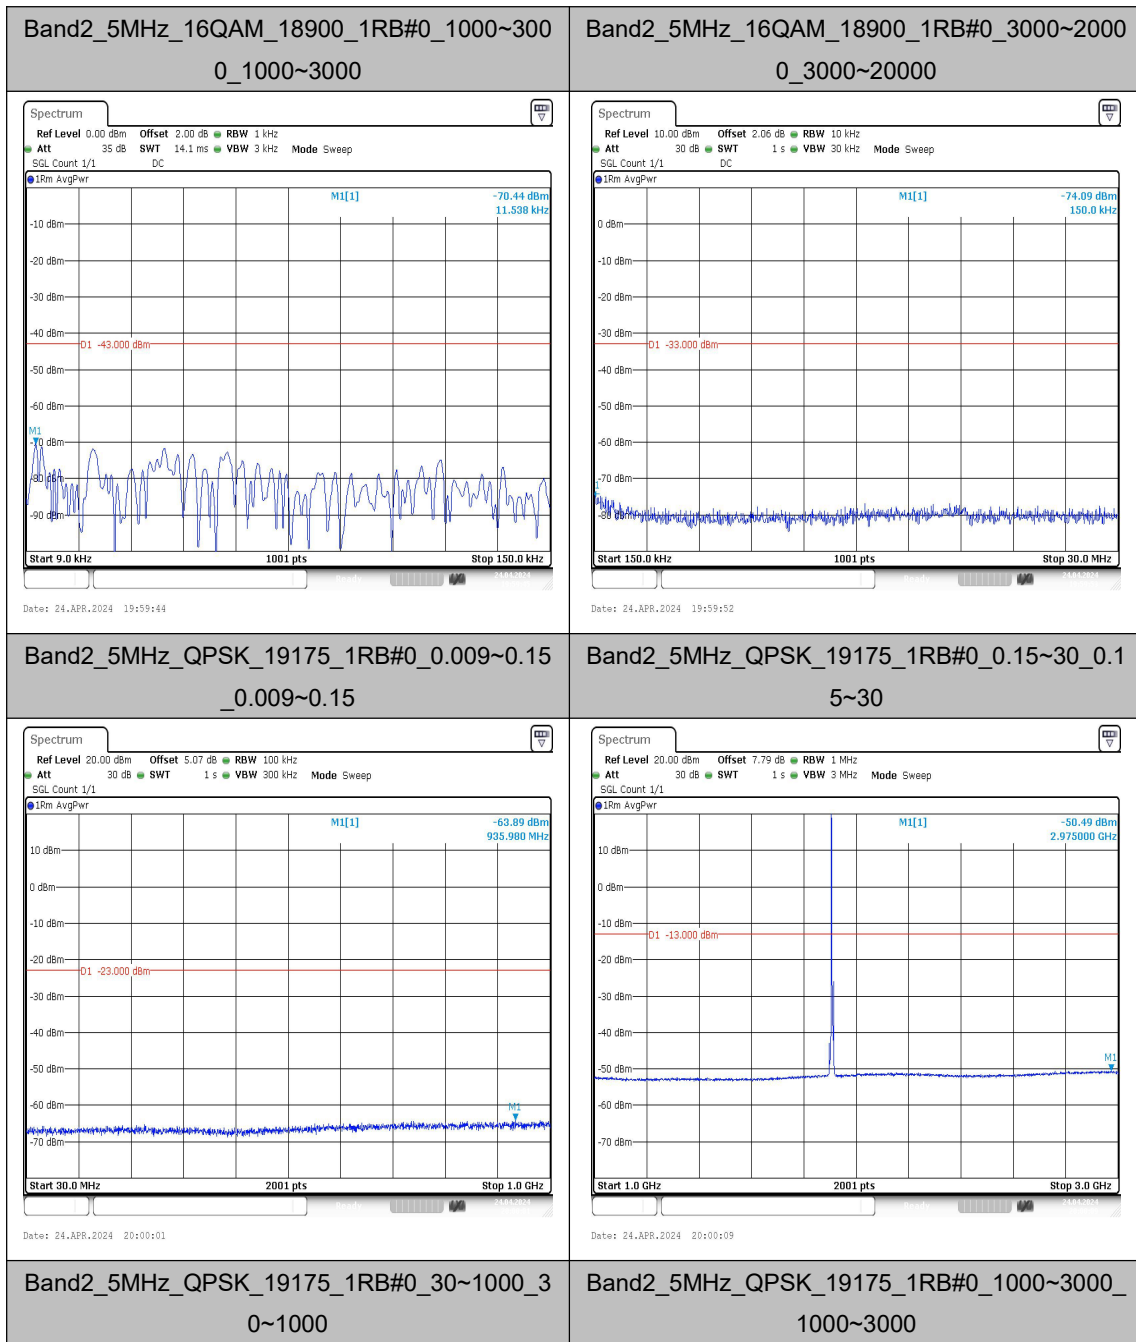 Band2_5MHz_16QAM_18900_1RB#0_1000~300
0_1000~3000
Band2_5MHz_16QAM_18900_1RB#0_3000~2000
0_3000~20000
Spectrum
Ref Level 0.00 dBm Offset 2.00 dB RBW 1 kHz
Att 35 dB SWT 14.1 ms VBW 3 kHz Mode Sweep
SGL Count 1/1 DC
1Rm AvgPwr
M1[1] -70.44 dBm
11.538 kHz
-10 dBm
-20 dBm
-30 dBm
-40 dBm
D1 -43.000 dBm
-50 dBm
-60 dBm
M1
-70 dBm
-80 dBm
-90 dBm
Start 9.0 kHz 1001 pts Stop 150.0 kHz
Date: 24.APR.2024 19:59:44
Spectrum
Ref Level 10.00 dBm Offset 2.06 dB RBW 10 kHz
Att 30 dB SWT 1 s VBW 30 kHz Mode Sweep
SGL Count 1/1 DC
1Rm AvgPwr
M1[1] -74.09 dBm
150.0 kHz
0 dBm
-10 dBm
-20 dBm
-30 dBm
D1 -33.000 dBm
-40 dBm
-50 dBm
-60 dBm
-70 dBm
-80 dBm
Start 150.0 kHz 1001 pts Stop 30.0 MHz
Date: 24.APR.2024 19:59:52
Band2_5MHz_QPSK_19175_1RB#0_0.009~0.15
_0.009~0.15
Band2_5MHz_QPSK_19175_1RB#0_0.15~30_0.1
5~30
Spectrum
Ref Level 20.00 dBm Offset 5.07 dB RBW 100 kHz
Att 30 dB SWT 1 s VBW 300 kHz Mode Sweep
SGL Count 1/1
1Rm AvgPwr
M1[1] -63.89 dBm
935.980 MHz
10 dBm
0 dBm
-10 dBm
-20 dBm
D1 -23.000 dBm
-30 dBm
-40 dBm
-50 dBm
-60 dBm
M1
-70 dBm
Start 30.0 MHz 2001 pts Stop 1.0 GHz
Date: 24.APR.2024 20:00:01
Spectrum
Ref Level 20.00 dBm Offset 7.79 dB RBW 1 MHz
Att 30 dB SWT 1 s VBW 3 MHz Mode Sweep
SGL Count 1/1
1Rm AvgPwr
M1[1] -50.49 dBm
2.975000 GHz
10 dBm
0 dBm
-10 dBm
D1 -13.000 dBm
-20 dBm
-30 dBm
-40 dBm
M1
-50 dBm
-60 dBm
-70 dBm
Start 1.0 GHz 2001 pts Stop 3.0 GHz
Date: 24.APR.2024 20:00:09
Band2_5MHz_QPSK_19175_1RB#0_30~1000_3
0~1000
Band2_5MHz_QPSK_19175_1RB#0_1000~3000_
1000~3000